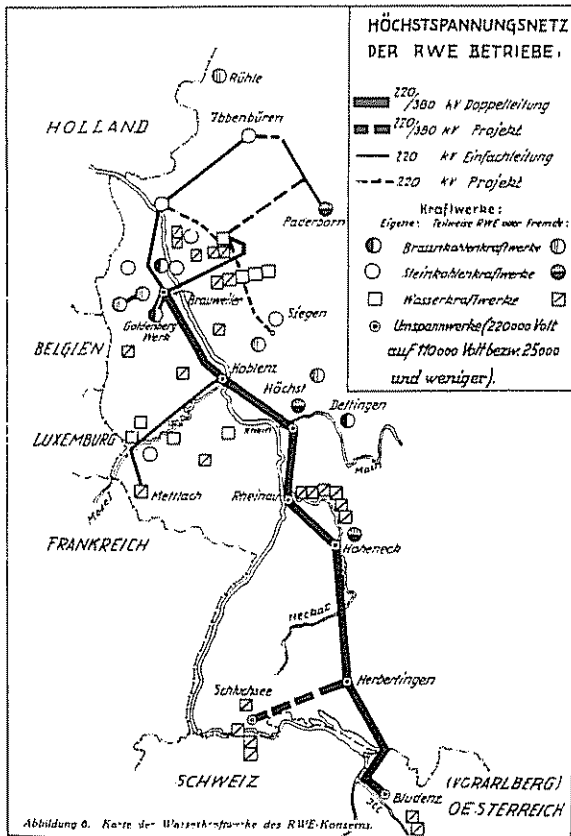 HÖCHSTSPANNUNGSNETZ
DER RWE BETRIEBE.
220/380 kV Doppelleitung
220/380 kV Projekt
220 kV Einfachleitung
220 kV Projekt
Kraftwerke:
Eigene: Teilweise RWE oder Fremde:
Braunkohlenkraftwerke
Steinkohlenkraftwerke
Wasserkraftwerke
Umspannwerke (220000 Volt
auf 110000 Volt bezw. 25000
und weniger).
Rühle
HOLLAND
Ibbenbüren
Paderborn
Brauweiler
Goldenberg
Werk
Siegen
BELGIEN
Koblenz
Höchst
Dettingen
LUXEMBURG
Rhein
Main
Mosel
Mettlach
Rheinau
FRANKREICH
Hoheneck
Neckar
Herbertingen
Schluchsee
SCHWEIZ
(VORARLBERG)
OESTERREICH
Bludenz
Jll
Abbildung 6. Karte der Wasserkraftwerke des RWE-Konzerns.